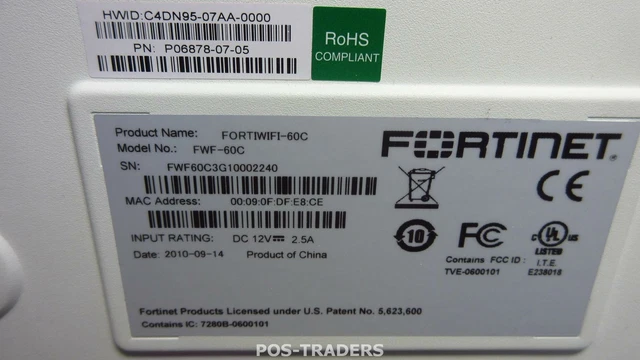 HWID:C4DN95-07AA-0000
PN: P06878-07-05
RoHS
COMPLIANT
Product Name: FORTIWIFI-60C
Model No.: FWF-60C
SN: FWF60C3G10002240
MAC Address: 00:09:0F:DF:E8:CE
INPUT RATING: DC 12V 2.5A
Date: 2010-09-14 Product of China
FORTINET®
CE
10
FC
c UL us
LISTED
I.T.E.
E238018
Contains FCC ID :
TVE-0600101
Fortinet Products Licensed under U.S. Patent No. 5,623,600
Contains IC: 7280B-0600101
POS-TRADERS